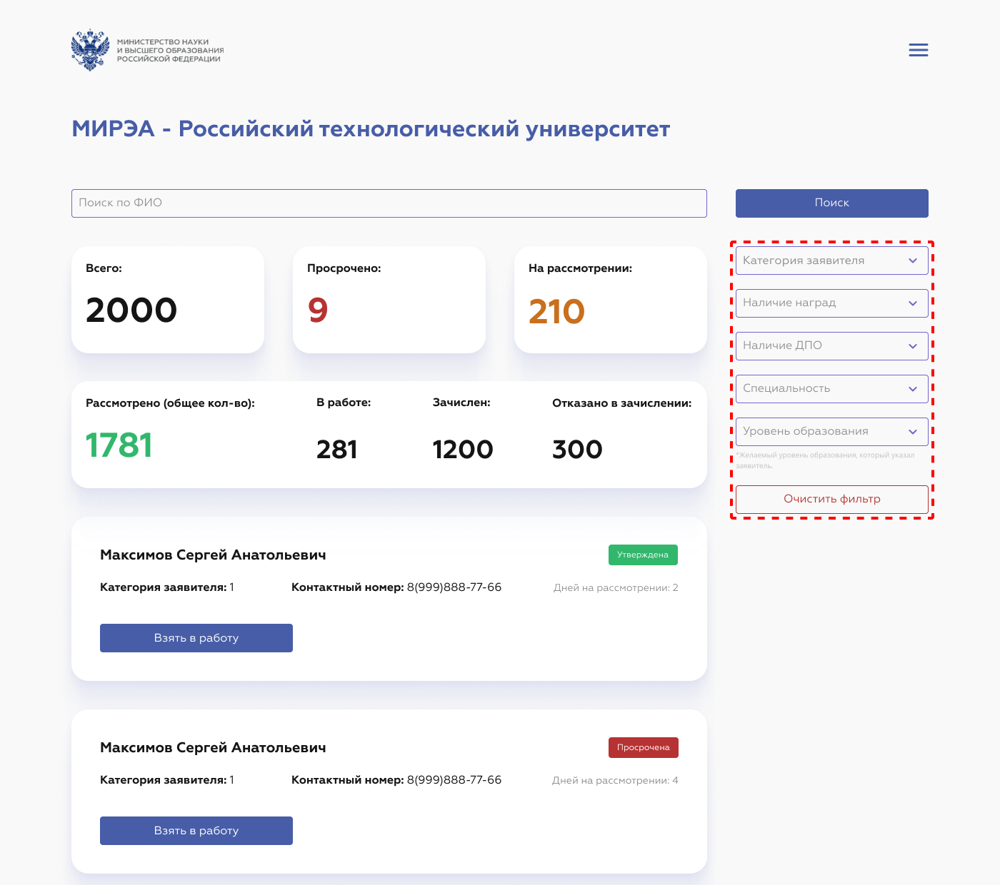 МИНИСТЕРСТВО НАУКИ
И ВЫСШЕГО ОБРАЗОВАНИЯ
РОССИЙСКОЙ ФЕДЕРАЦИИ
МИРЭА - Российский технологический университет
Поиск по ФИО
Поиск
Всего:
2000
Просрочено:
9
На рассмотрении:
210
Рассмотрено (общее кол-во):
1781
В работе:
281
Зачислен:
1200
Отказано в зачислении:
300
Категория заявителя
Наличие наград
Наличие ДПО
Специальность
Уровень образования
*Желаемый уровень образования, который указал
заявитель.
Очистить фильтр
Максимов Сергей Анатольевич
Утверждена
Категория заявителя: 1
Контактный номер: 8(999)888-77-66
Дней на рассмотрении: 2
Взять в работу
Максимов Сергей Анатольевич
Просрочена
Категория заявителя: 1
Контактный номер: 8(999)888-77-66
Дней на рассмотрении: 4
Взять в работу